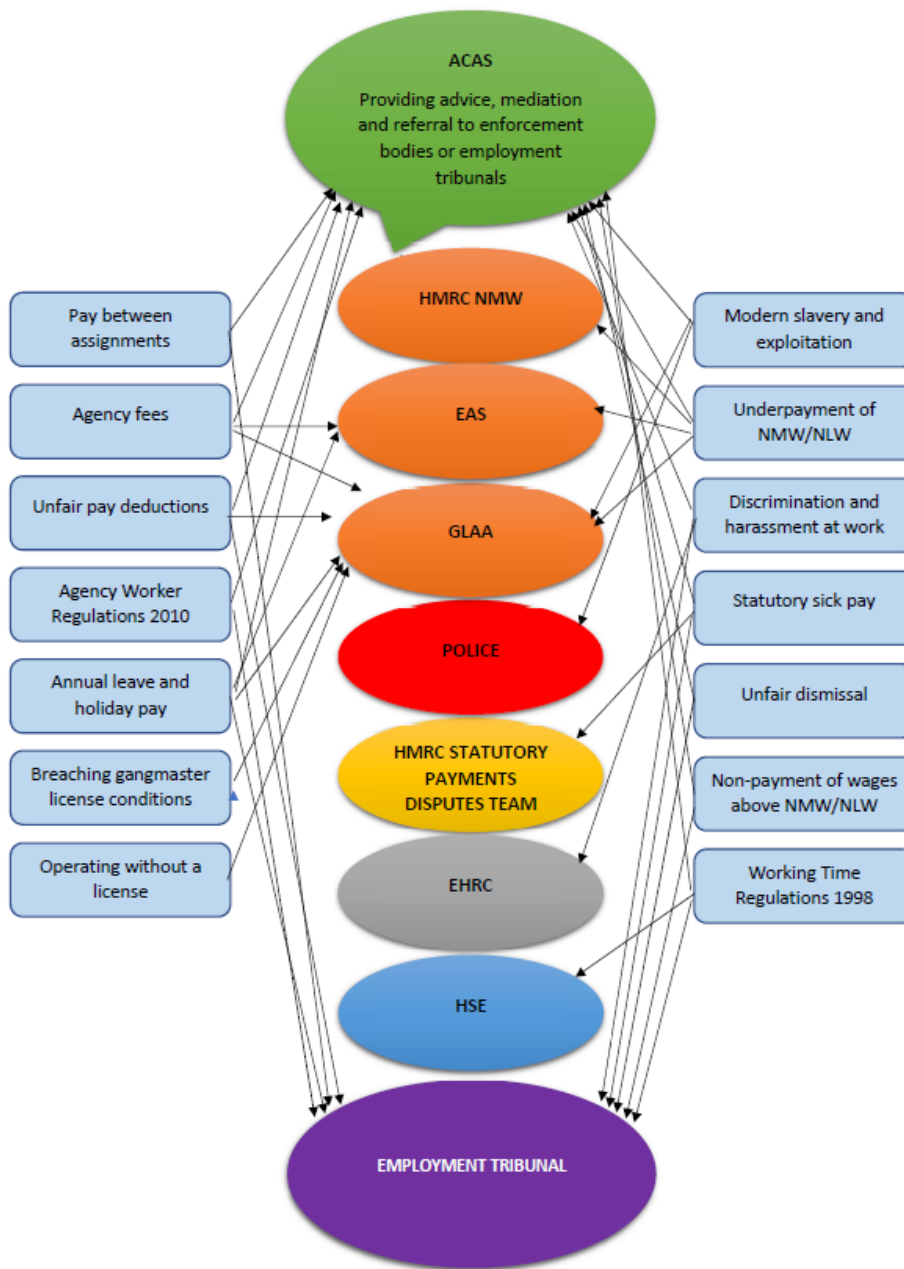 ACAS
Providing advice, mediation
and referral to enforcement
bodies or employment
tribunals
HMRC NMW
EAS
GLAA
POLICE
HMRC STATUTORY
PAYMENTS
DISPUTES TEAM
EHRC
HSE
EMPLOYMENT TRIBUNAL
Pay between
assignments
Agency fees
Unfair pay deductions
Agency Worker
Regulations 2010
Annual leave and
holiday pay
Breaching gangmaster
license conditions
Operating without a
license
Modern slavery and
exploitation
Underpayment of
NMW/NLW
Discrimination and
harassment at work
Statutory sick pay
Unfair dismissal
Non-payment of wages
above NMW/NLW
Working Time
Regulations 1998